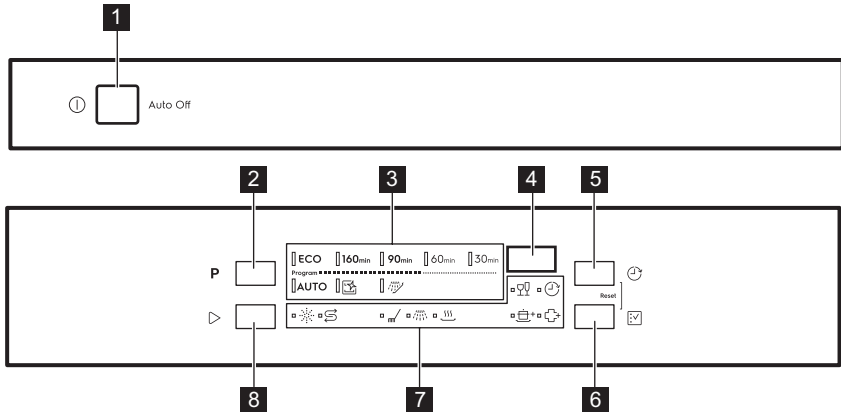 1
Auto Off
2 3 4 5
ECO 160min 90min 60min 30min
P
Program
AUTO
Reset
8 7 6